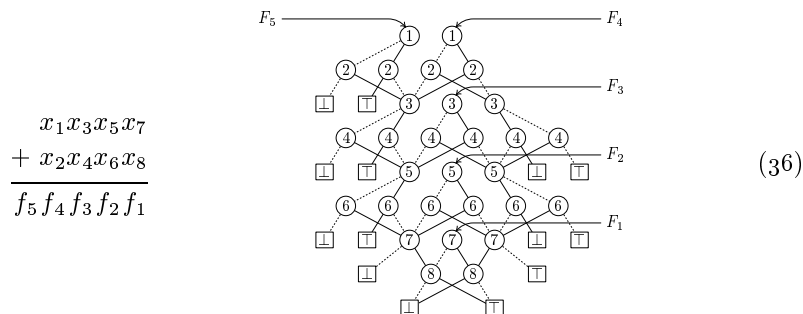 x₁x₃x₅x₇
+ x₂x₄x₆x₈
f₅f₄f₃f₂f₁
F₅ F₄
1 1
2 2 2 2
F₃
⊥ ⊤ 3 3 3
4 4 4 4 4 4
F₂
⊥ ⊤ 5 5 5 ⊥ ⊤
6 6 6 6 6 6
F₁
⊥ ⊤ 7 7 7 ⊥ ⊤
⊥ 8 8 ⊤
⊥ ⊤
(36)